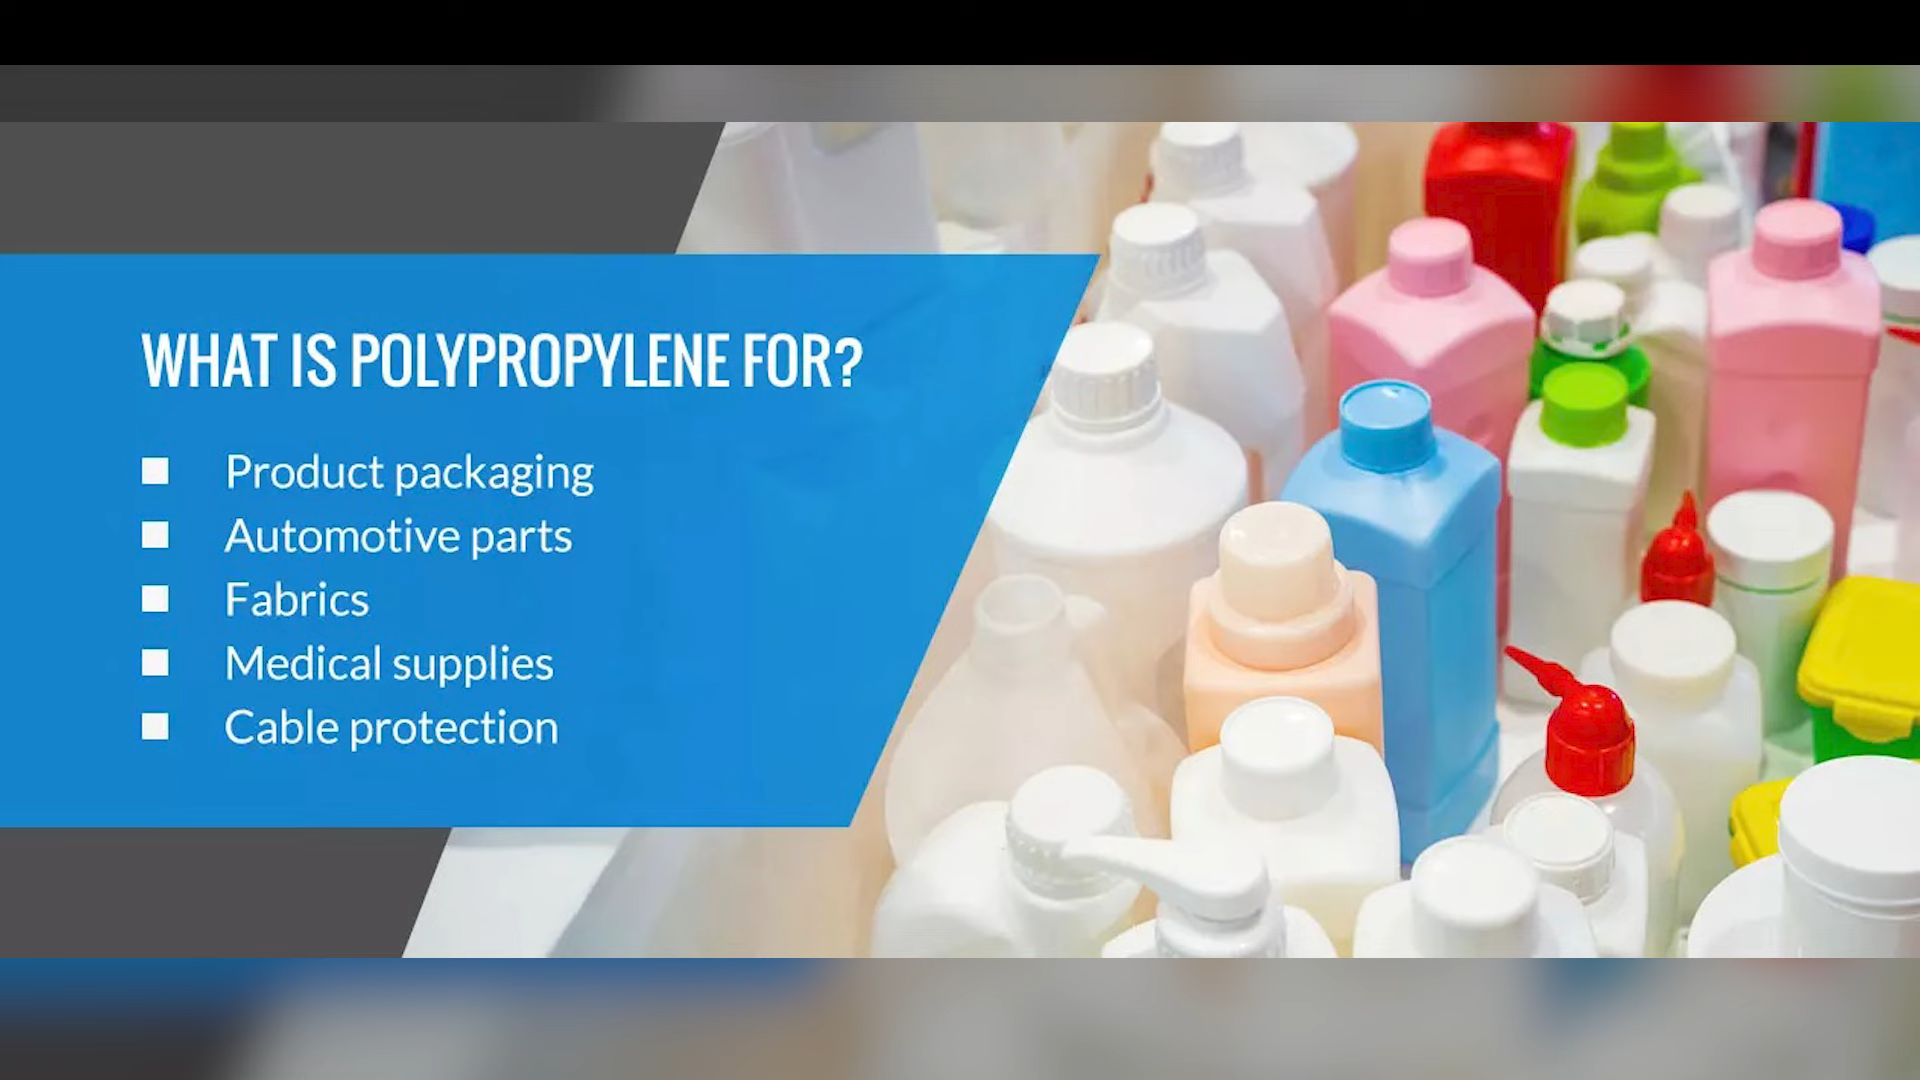 WHAT IS POLYPROPYLENE FOR?
Product packaging
Automotive parts
Fabrics
Medical supplies
Cable protection